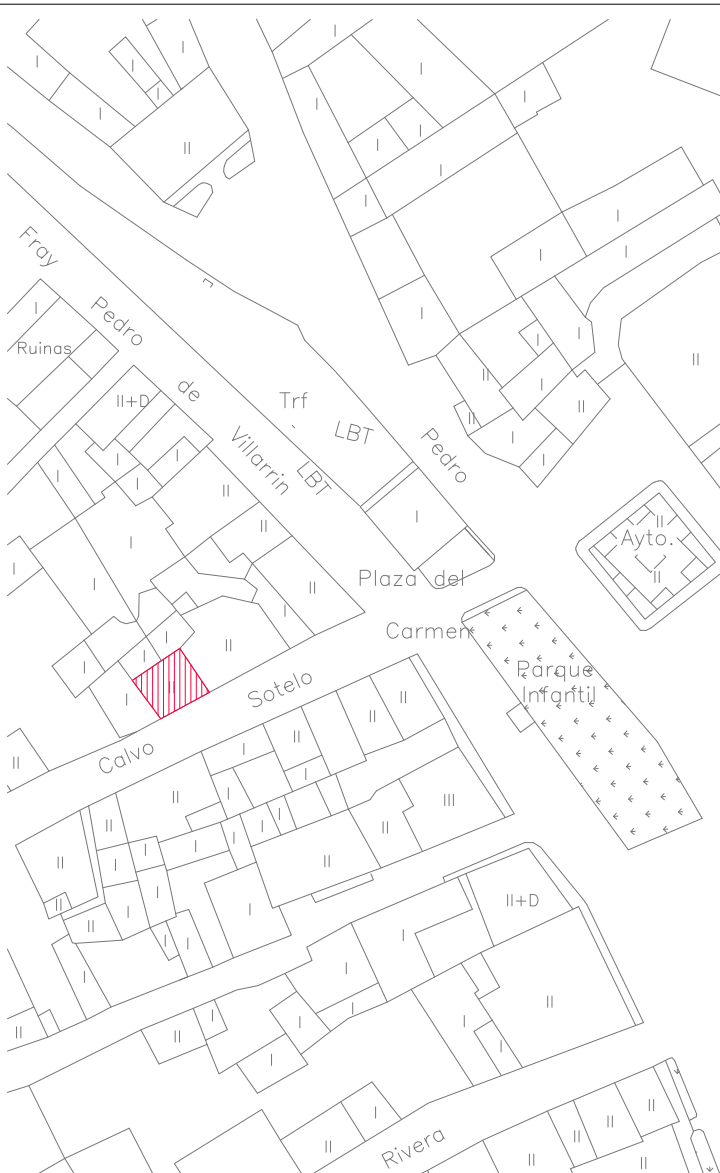 Fray
Pedro
de
Villarrin
Ruinas
II+D
Trf
LBT
LBT
Pedro
Plaza del
Carmen
Ayto.
Parque
Infantil
Calvo
Sotelo
III
II+D
Rivera